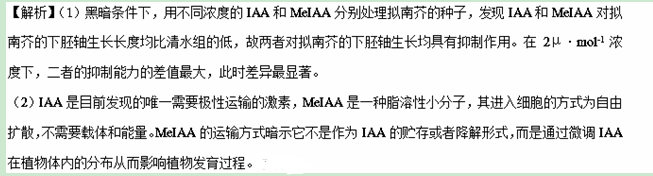 【解析】（1）黑暗条件下，用不同浓度的 IAA 和 MeIAA 分别处理拟南芥的种子，发现 IAA 和 MeIAA 对拟
南芥的下胚轴生长长度均比清水组的低，故两者对拟南芥的下胚轴生长均具有抑制作用。在 2μ·mol⁻¹ 浓
度下，二者的抑制能力的差值最大，此时差异最显著。
（2）IAA 是目前发现的唯一需要极性运输的激素，MeIAA 是一种脂溶性小分子，其进入细胞的方式为自由
扩散，不需要载体和能量。MeIAA 的运输方式暗示它不是作为 IAA 的贮存或者降解形式，而是通过微调 IAA
在植物体内的分布从而影响植物发育过程。